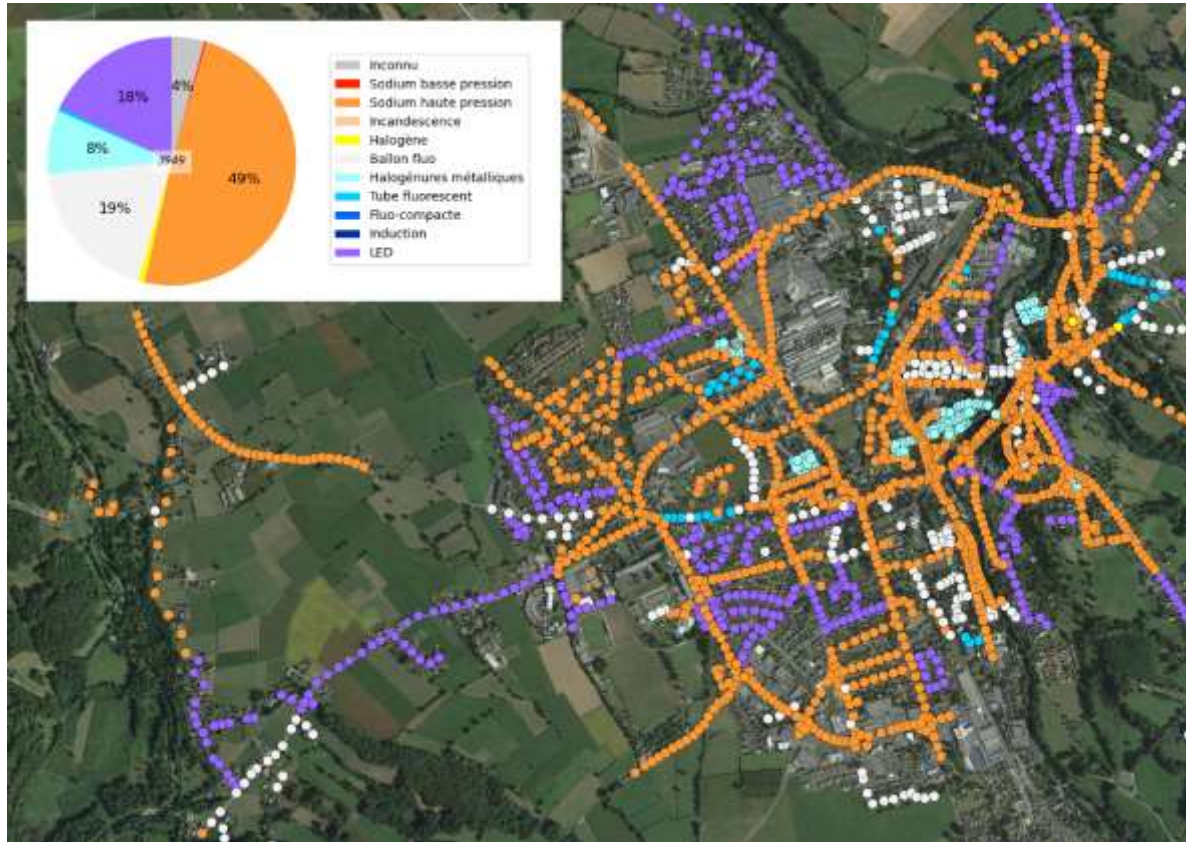 4%
18%
8%
19%
49%
Inconnu
Sodium basse pression
Sodium haute pression
Incandescence
Halogène
Ballon fluo
Halogénures métalliques
Tube fluorescent
Fluo-compacte
Induction
LED